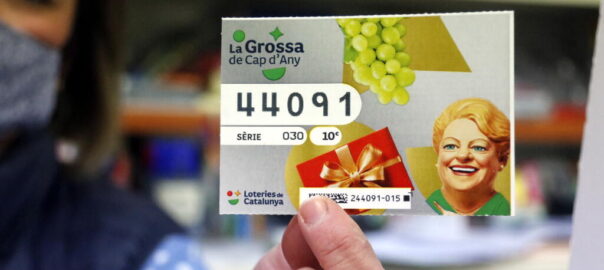 La Grossa
de Cap d'Any
44091
SÈRIE 030 10€
Loteries de
Catalunya
244091-015